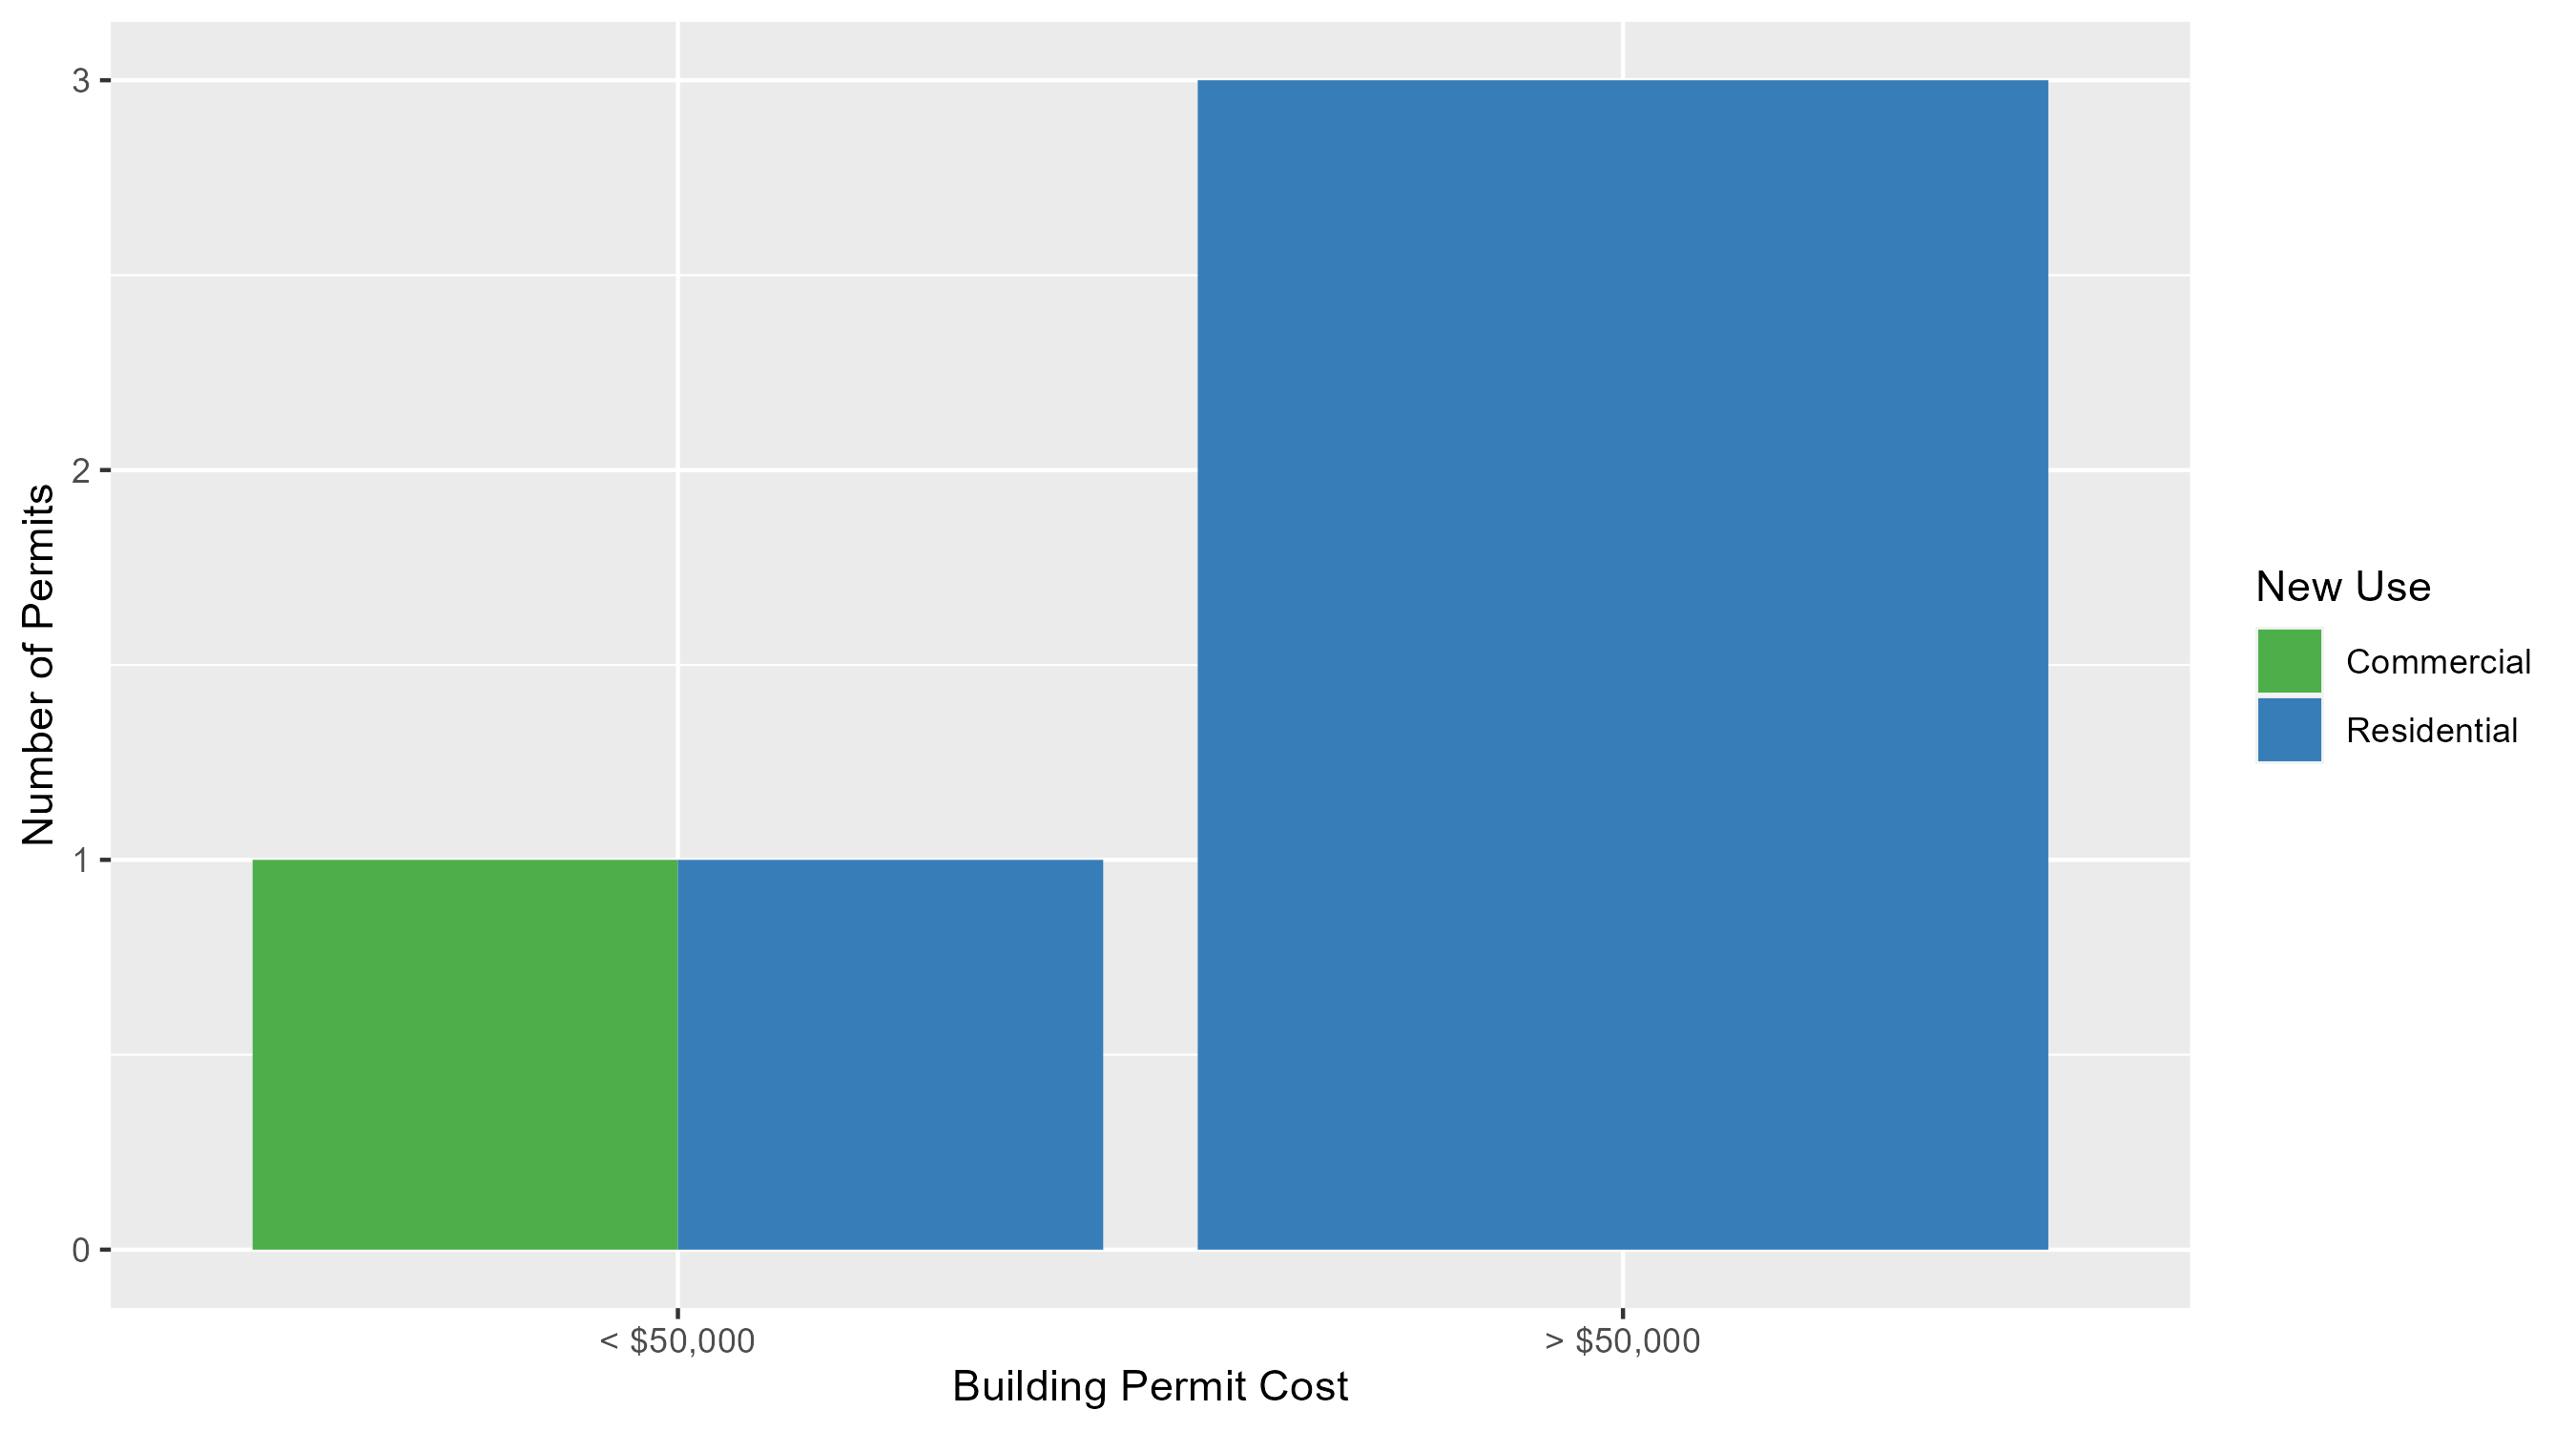 3
2
1
0
Number of Permits
< $50,000
> $50,000
Building Permit Cost
New Use
Commercial
Residential